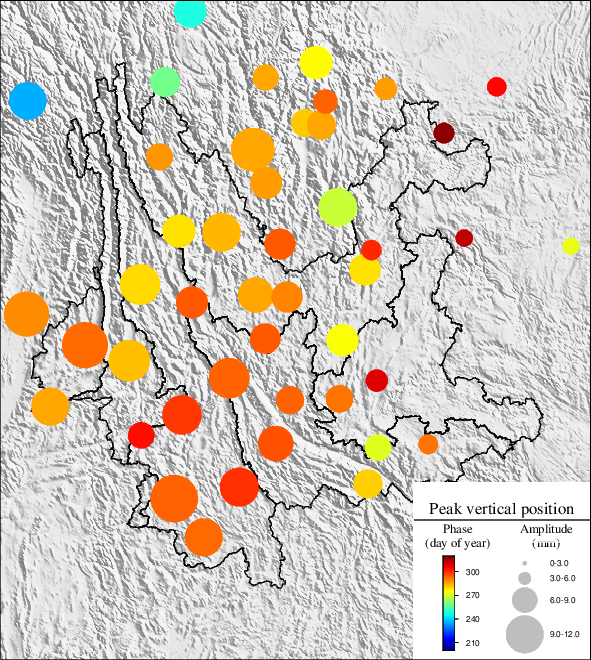 Peak vertical position
Phase Amplitude
(day of year) (mm)
0-3.0
300 3.0-6.0
270 6.0-9.0
240
9.0-12.0
210